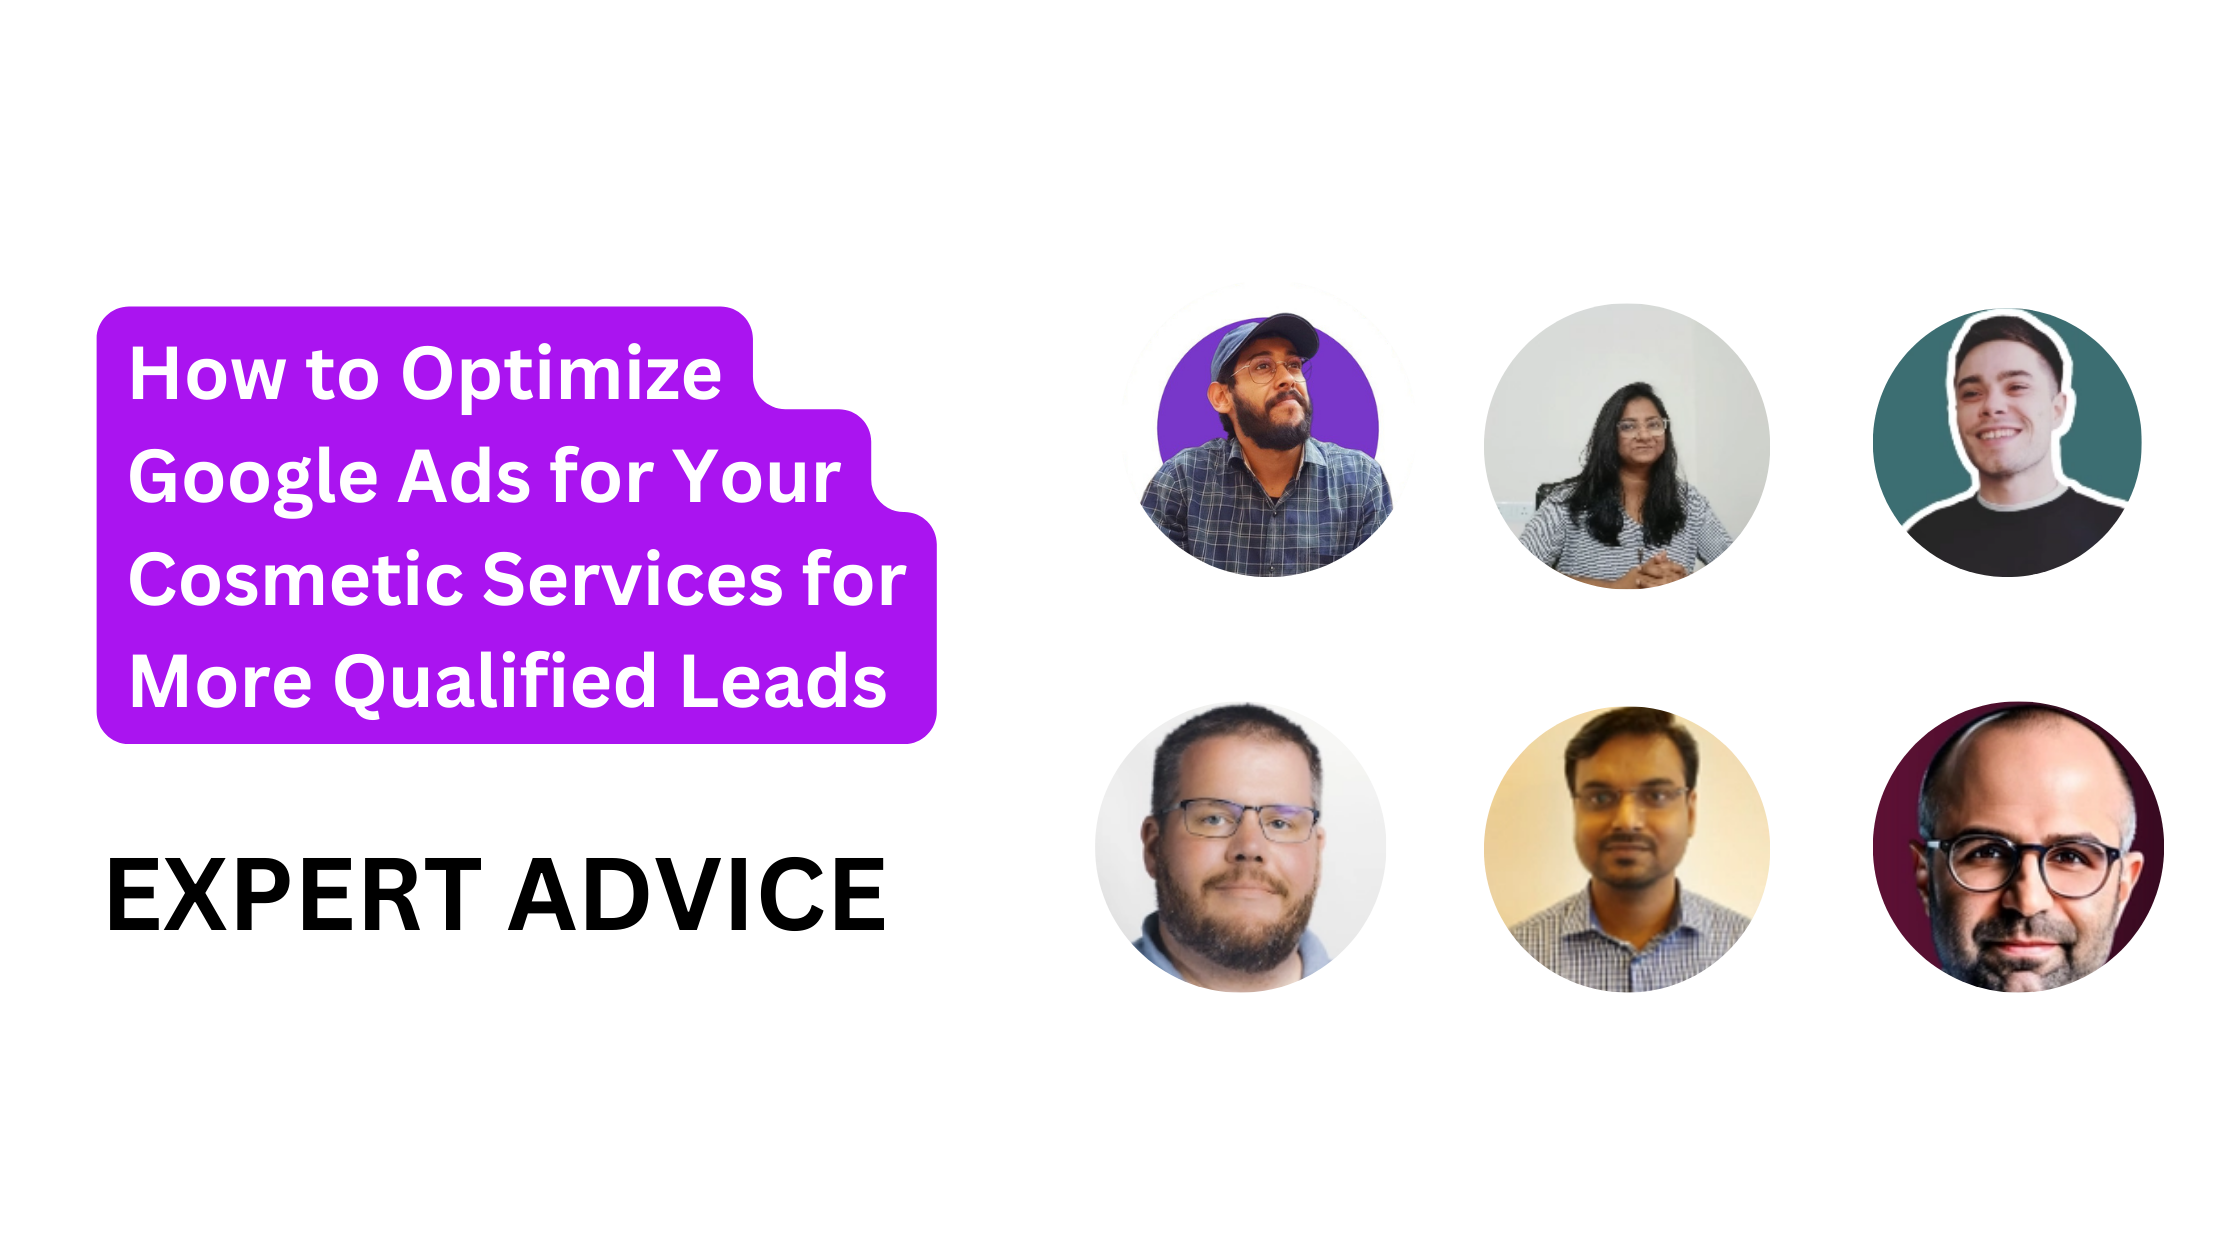 How to Optimize
Google Ads for Your
Cosmetic Services for
More Qualified Leads
EXPERT ADVICE